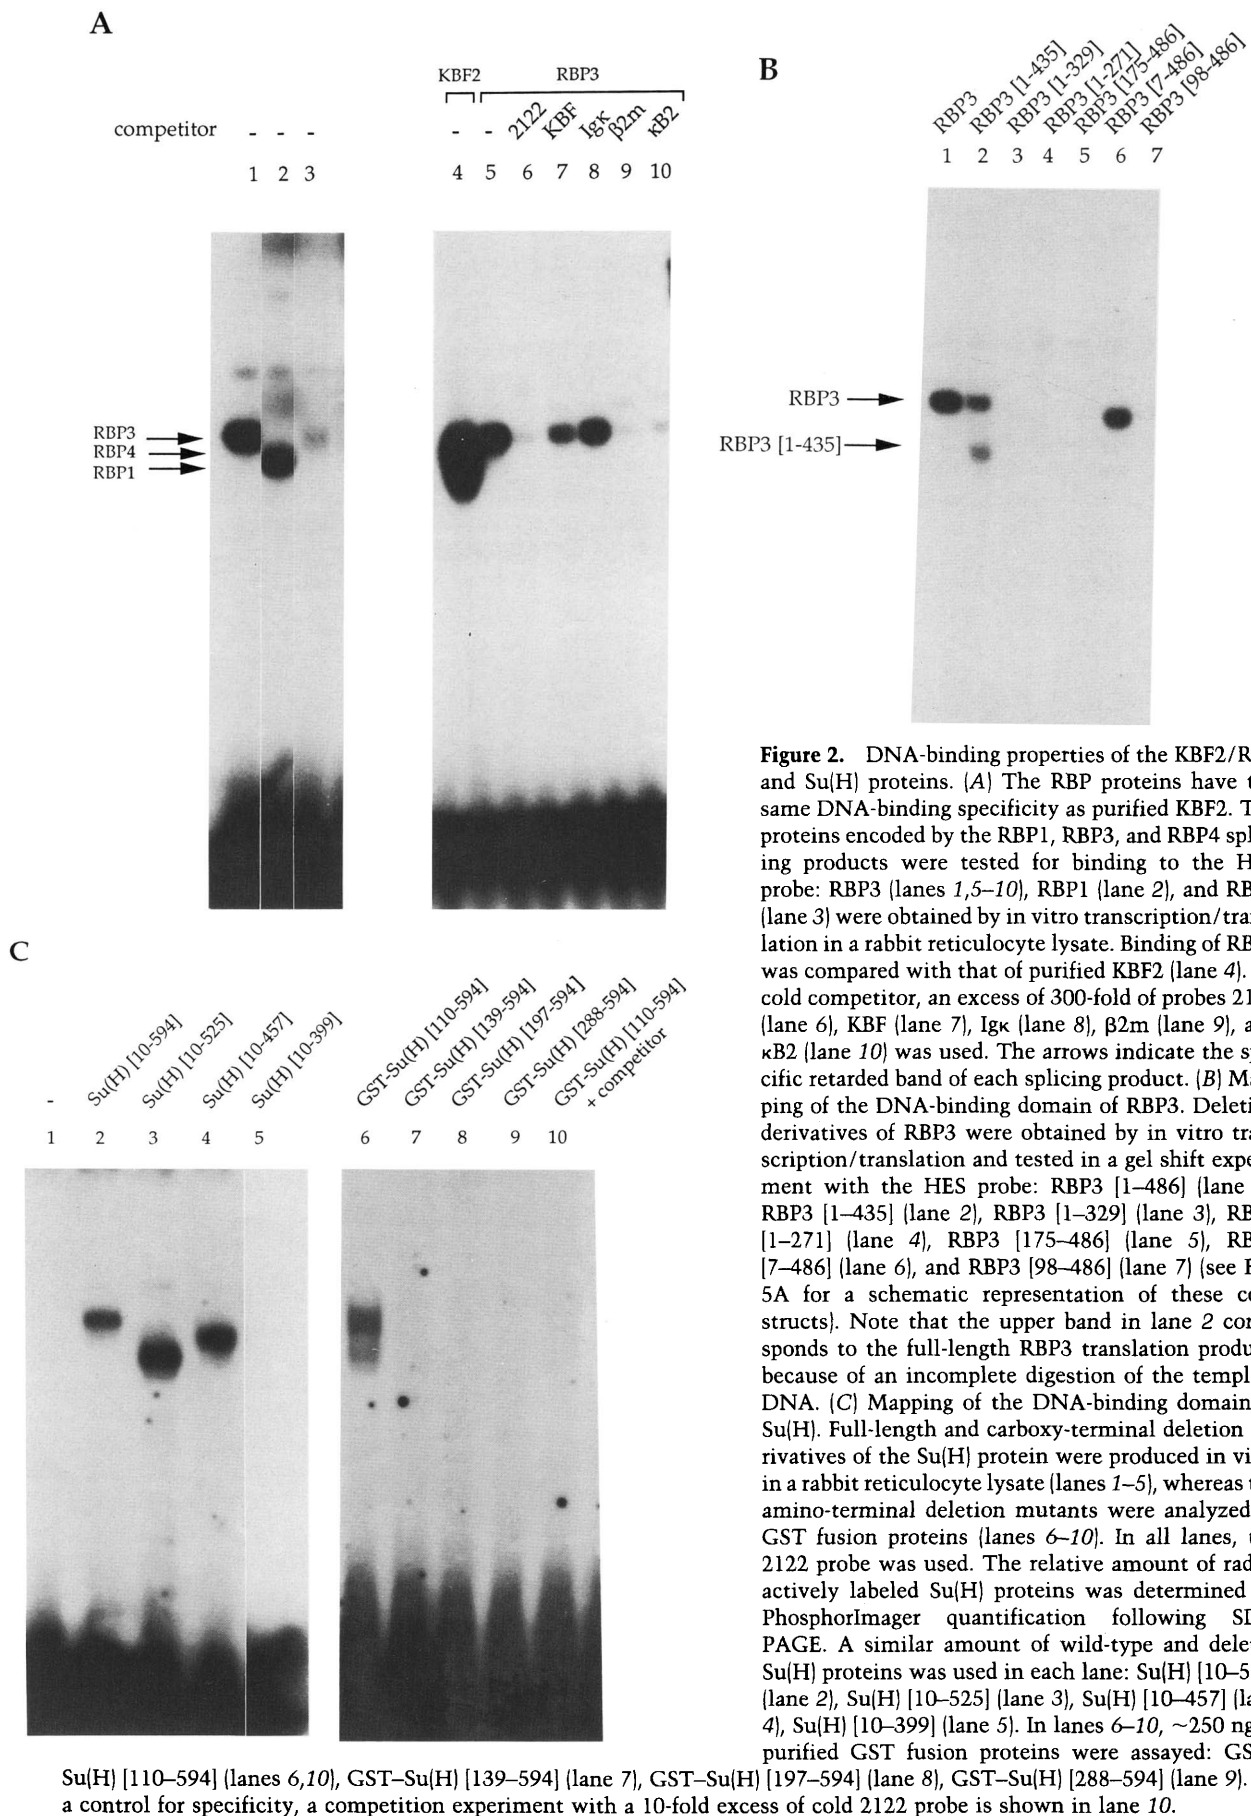 A
KBF2 RBP3
competitor - - - - - 2122 KBF Igκ β2m κB2
1 2 3 4 5 6 7 8 9 10
RBP3
RBP4
RBP1
B
RBP3 RBP3 [1-435] RBP3 [1-329] RBP3 [1-271] RBP3 [175-486] RBP3 [7-486] RBP3 [98-486]
1 2 3 4 5 6 7
RBP3
RBP3 [1-435]
C
- Su(H) [10-594] Su(H) [10-525] Su(H) [10-457] Su(H) [10-399] GST-Su(H) [110-594] GST-Su(H) [139-594] GST-Su(H) [197-594] GST-Su(H) [288-594] GST-Su(H) [110-594]
+ competitor
1 2 3 4 5 6 7 8 9 10
Figure 2. DNA-binding properties of the KBF2/R
and Su(H) proteins. (A) The RBP proteins have t
same DNA-binding specificity as purified KBF2. T
proteins encoded by the RBP1, RBP3, and RBP4 spl
ing products were tested for binding to the H
probe: RBP3 (lanes 1,5–10), RBP1 (lane 2), and RB
(lane 3) were obtained by in vitro transcription/tra
lation in a rabbit reticulocyte lysate. Binding of RB
was compared with that of purified KBF2 (lane 4).
cold competitor, an excess of 300-fold of probes 21
(lane 6), KBF (lane 7), Igκ (lane 8), β2m (lane 9), a
κB2 (lane 10) was used. The arrows indicate the sp
cific retarded band of each splicing product. (B) Ma
ping of the DNA-binding domain of RBP3. Deleti
derivatives of RBP3 were obtained by in vitro tra
scription/translation and tested in a gel shift expe
ment with the HES probe: RBP3 [1–486] (lane
RBP3 [1–435] (lane 2), RBP3 [1–329] (lane 3), RB
[1–271] (lane 4), RBP3 [175–486] (lane 5), RB
[7–486] (lane 6), and RBP3 [98–486] (lane 7) (see F
5A for a schematic representation of these co
structs). Note that the upper band in lane 2 cor
sponds to the full-length RBP3 translation produ
because of an incomplete digestion of the templ
DNA. (C) Mapping of the DNA-binding domain
Su(H). Full-length and carboxy-terminal deletion
rivatives of the Su(H) protein were produced in vi
in a rabbit reticulocyte lysate (lanes 1–5), whereas t
amino-terminal deletion mutants were analyzed
GST fusion proteins (lanes 6–10). In all lanes, t
2122 probe was used. The relative amount of rad
actively labeled Su(H) proteins was determined
PhosphorImager quantification following SD
PAGE. A similar amount of wild-type and dele
Su(H) proteins was used in each lane: Su(H) [10–5
(lane 2), Su(H) [10–525] (lane 3), Su(H) [10–457] (la
4), Su(H) [10–399] (lane 5). In lanes 6–10, ~250 ng
purified GST fusion proteins were assayed: GS
Su(H) [110–594] (lanes 6,10), GST–Su(H) [139–594] (lane 7), GST–Su(H) [197–594] (lane 8), GST–Su(H) [288–594] (lane 9).
a control for specificity, a competition experiment with a 10-fold excess of cold 2122 probe is shown in lane 10.